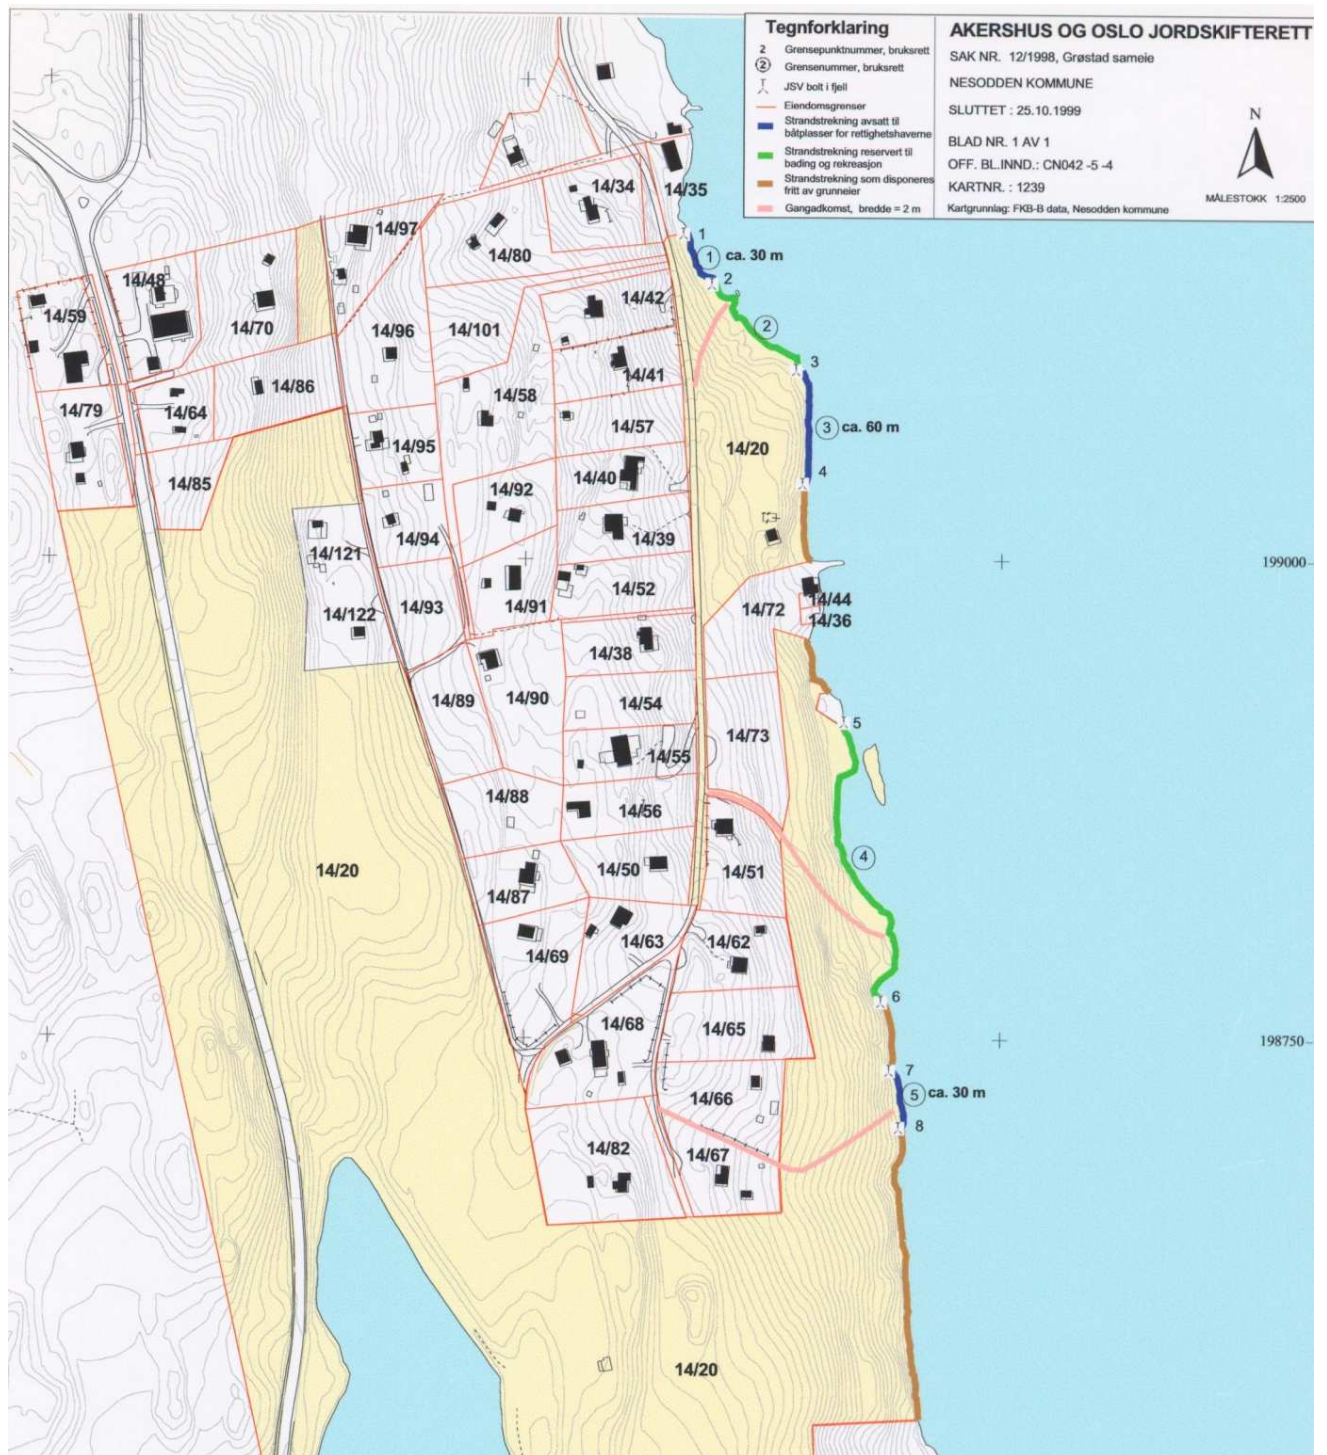 Tegnforklaring
2 Grensepunktnummer, bruksrett
2 Grensenummer, bruksrett
JSV bolt i fjell
Eiendomsgrenser
Strandstrekning avsatt til
båtplasser for rettighetshaverne
Strandstrekning reservert til
bading og rekreasjon
Strandstrekning som disponeres
fritt av grunneier
Gangadkomst, bredde = 2 m
AKERSHUS OG OSLO JORDSKIFTERETT
SAK NR. 12/1998, Grøstad sameie
NESODDEN KOMMUNE
SLUTTET : 25.10.1999
BLAD NR. 1 AV 1
OFF. BL.INND.: CN042 -5 -4
KARTNR. : 1239
Kartgrunnlag: FKB-B data, Nesodden kommune
N
MÅLESTOKK 1:2500
14/34
14/35
14/97
14/80
1
1 ca. 30 m
2
14/48
14/59
14/70
14/96
14/101
14/42
2
3
14/86
14/41
14/58
14/79
14/64
14/57
3 ca. 60 m
14/95
14/20
14/85
14/92
14/40
4
14/121
14/94
14/39
199000
14/122
14/93
14/91
14/52
14/72
14/44
14/36
14/38
14/89
14/90
14/54
5
14/73
14/55
14/88
14/56
14/20
14/50
14/51
4
14/87
14/69
14/63
14/62
6
14/68
14/65
198750
7
14/66
5 ca. 30 m
8
14/82
14/67
14/20